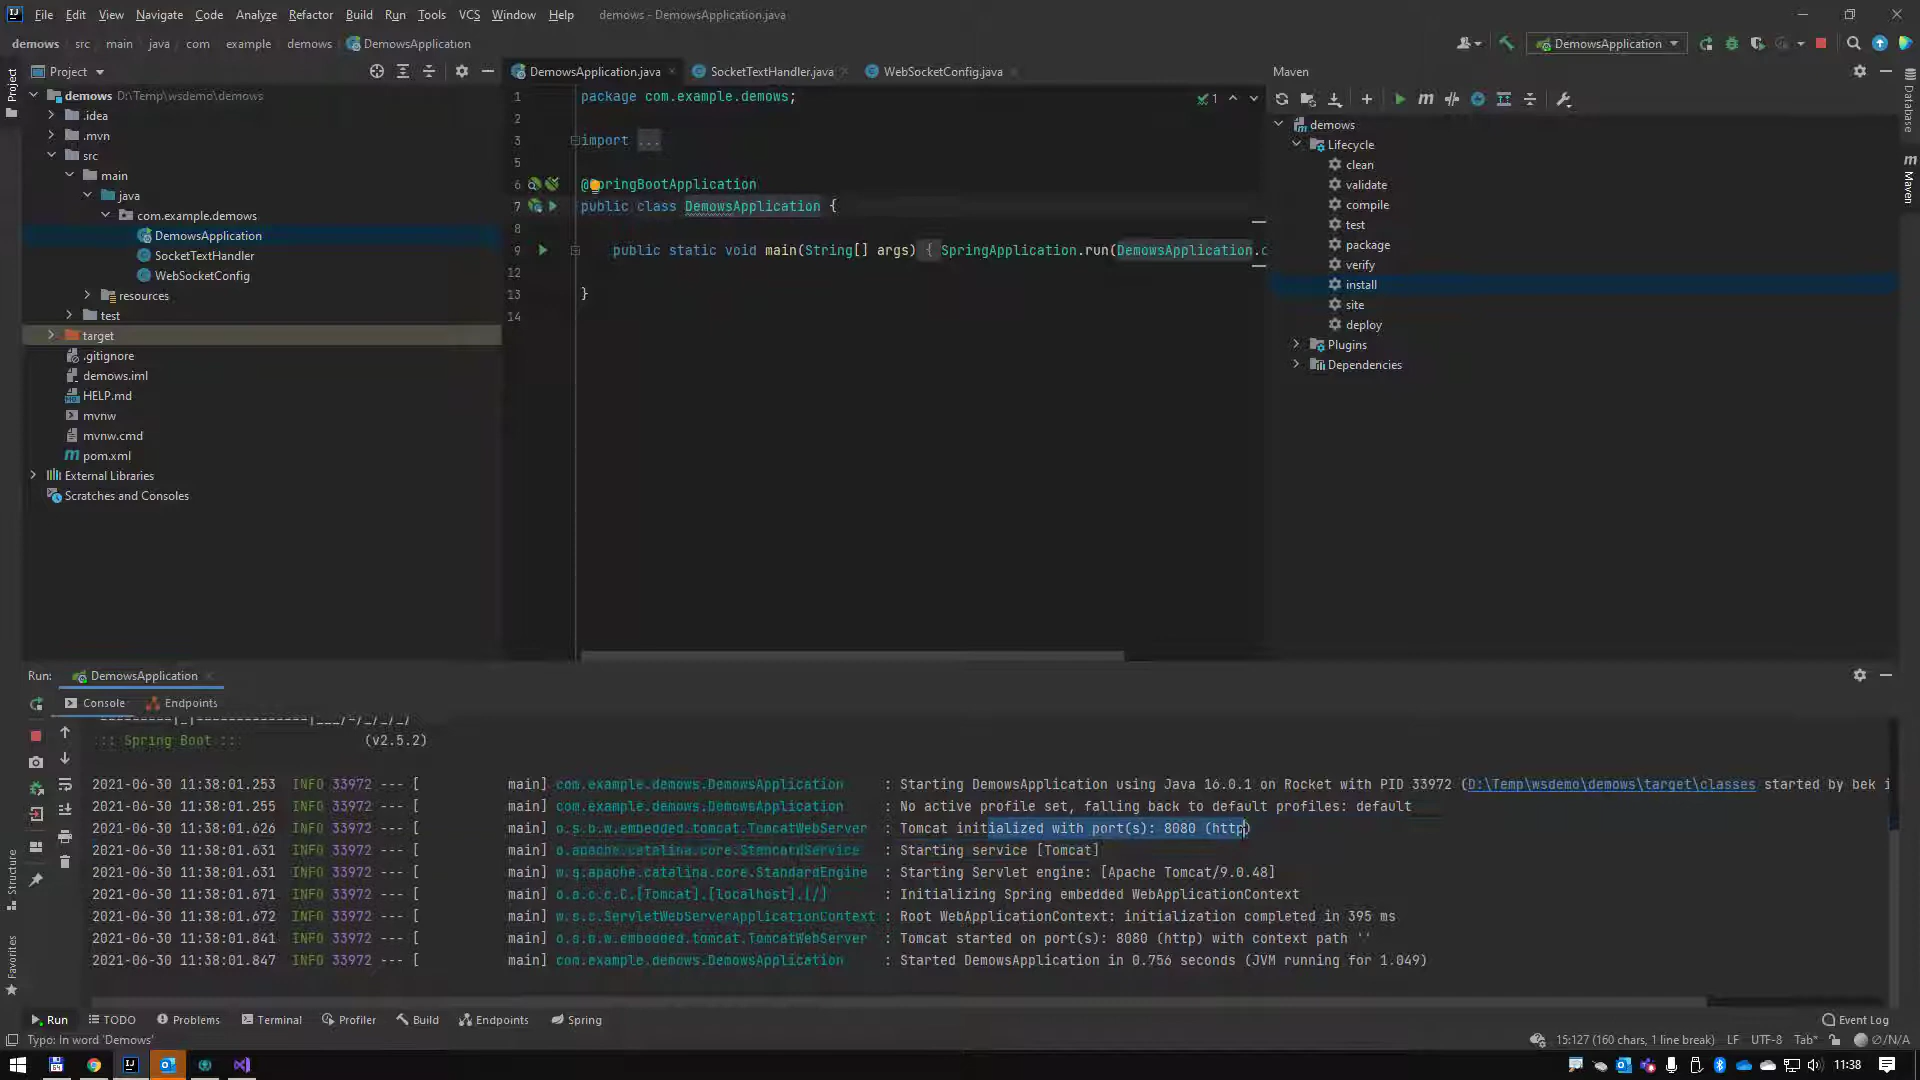 File Edit View Navigate Code Analyze Refactor Build Run Tools VCS Window Help demows - DemowsApplication.java
demows src main java com example demows DemowsApplication
DemowsApplication
Project
demows D:\Temp\wsdemo\demows
.idea
.mvn
src
main
java
com.example.demows
DemowsApplication
SocketTextHandler
WebSocketConfig
resources
test
target
.gitignore
demows.iml
HELP.md
mvnw
mvnw.cmd
pom.xml
External Libraries
Scratches and Consoles
DemowsApplication.java SocketTextHandler.java WebSocketConfig.java
1 package com.example.demows;
2
3 import ...
5
6 @SpringBootApplication
7 public class DemowsApplication {
8
9 public static void main(String[] args) { SpringApplication.run(DemowsApplication.c
12
13 }
14
1
Maven
demows
Lifecycle
clean
validate
compile
test
package
verify
install
site
deploy
Plugins
Dependencies
Project
Structure
Favorites
Database
Maven
Run: DemowsApplication
Console Endpoints
:: Spring Boot :: (v2.5.2)
2021-06-30 11:38:01.253 INFO 33972 --- [ main] com.example.demows.DemowsApplication : Starting DemowsApplication using Java 16.0.1 on Rocket with PID 33972 (D:\Temp\wsdemo\demows\target\classes started by bek i
2021-06-30 11:38:01.255 INFO 33972 --- [ main] com.example.demows.DemowsApplication : No active profile set, falling back to default profiles: default
2021-06-30 11:38:01.626 INFO 33972 --- [ main] o.s.b.w.embedded.tomcat.TomcatWebServer : Tomcat initialized with port(s): 8080 (http)
2021-06-30 11:38:01.631 INFO 33972 --- [ main] : Starting service [Tomcat]
2021-06-30 11:38:01.631 INFO 33972 --- [ main] : Starting Servlet engine: [Apache Tomcat/9.0.48]
2021-06-30 11:38:01.671 INFO 33972 --- [ main] : Initializing Spring embedded WebApplicationContext
2021-06-30 11:38:01.672 INFO 33972 --- [ main] w.s.c.ServletWebServerApplicationContext : Root WebApplicationContext: initialization completed in 395 ms
2021-06-30 11:38:01.841 INFO 33972 --- [ main] o.s.b.w.embedded.tomcat.TomcatWebServer : Tomcat started on port(s): 8080 (http) with context path ''
2021-06-30 11:38:01.847 INFO 33972 --- [ main] com.example.demows.DemowsApplication : Started DemowsApplication in 0.756 seconds (JVM running for 1.049)
Run TODO Problems Terminal Profiler Build Endpoints Spring Event Log
Typo: In word 'Demows' 15:127 (160 chars, 1 line break) LF UTF-8 Tab* ∅/N/A
11:38